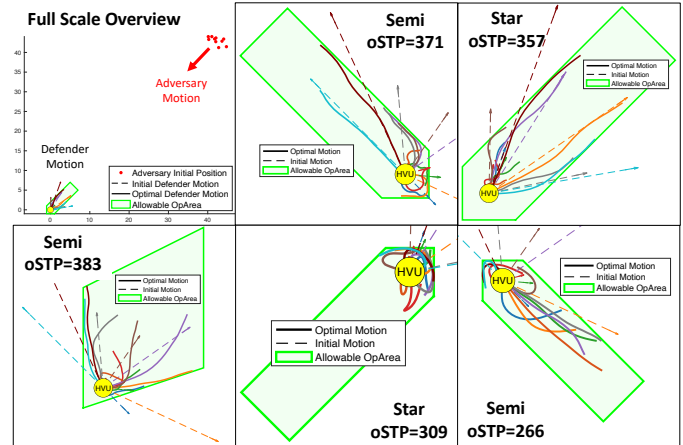 Full Scale Overview
40
35
30
25
20
15
10
5
0
0
10
20
30
40
Adversary
Motion
Defender
Motion
Adversary Initial Position
Initial Defender Motion
Optimal Defender Motion
Allowable OpArea
Semi
oSTP=371
Optimal Motion
Initial Motion
Allowable OpArea
HVU
Star
oSTP=357
Optimal Motion
Initial Motion
Allowable OpArea
HVU
Semi
oSTP=383
Optimal Motion
Initial Motion
Allowable OpArea
HVU
HVU
Optimal Motion
Initial Motion
Allowable OpArea
Star
oSTP=309
HVU
Optimal Motion
Initial Motion
Allowable OpArea
Semi
oSTP=266